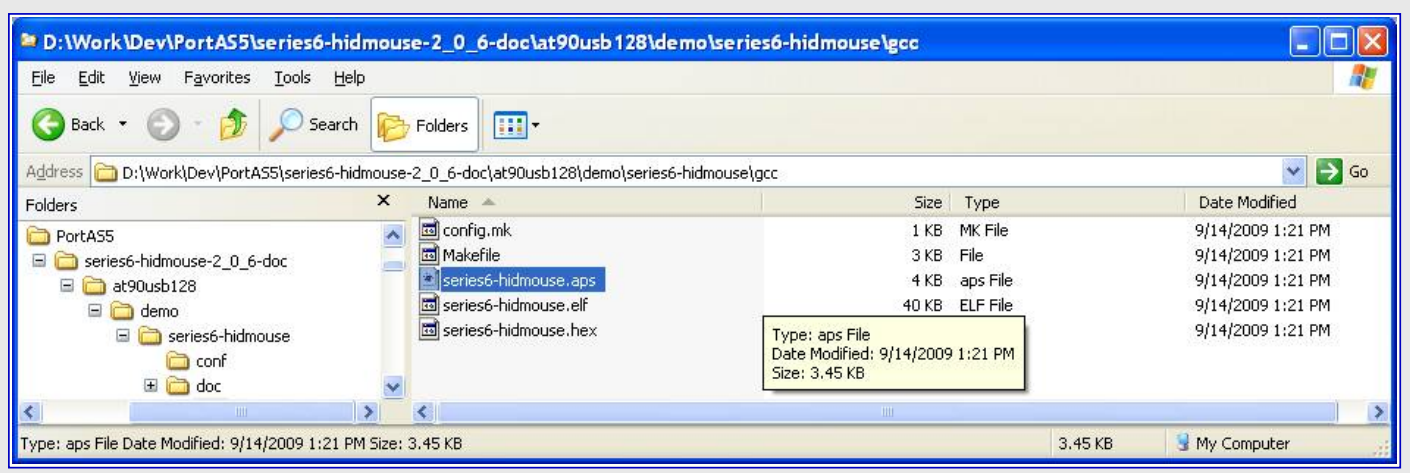 D:\Work\Dev\PortAS5\series6-hidmouse-2_0_6-doc\at90usb128\demo\series6-hidmouse\gcc
File Edit View Favorites Tools Help
Back Search Folders
Address D:\Work\Dev\PortAS5\series6-hidmouse-2_0_6-doc\at90usb128\demo\series6-hidmouse\gcc Go
Folders X Name Size Type Date Modified
PortAS5 config.mk 1 KB MK File 9/14/2009 1:21 PM
series6-hidmouse-2_0_6-doc Makefile 3 KB File 9/14/2009 1:21 PM
at90usb128 series6-hidmouse.aps 4 KB aps File 9/14/2009 1:21 PM
demo series6-hidmouse.elf 40 KB ELF File 9/14/2009 1:21 PM
series6-hidmouse series6-hidmouse.hex 9/14/2009 1:21 PM
conf
doc
Type: aps File
Date Modified: 9/14/2009 1:21 PM
Size: 3.45 KB
Type: aps File Date Modified: 9/14/2009 1:21 PM Size: 3.45 KB 3.45 KB My Computer